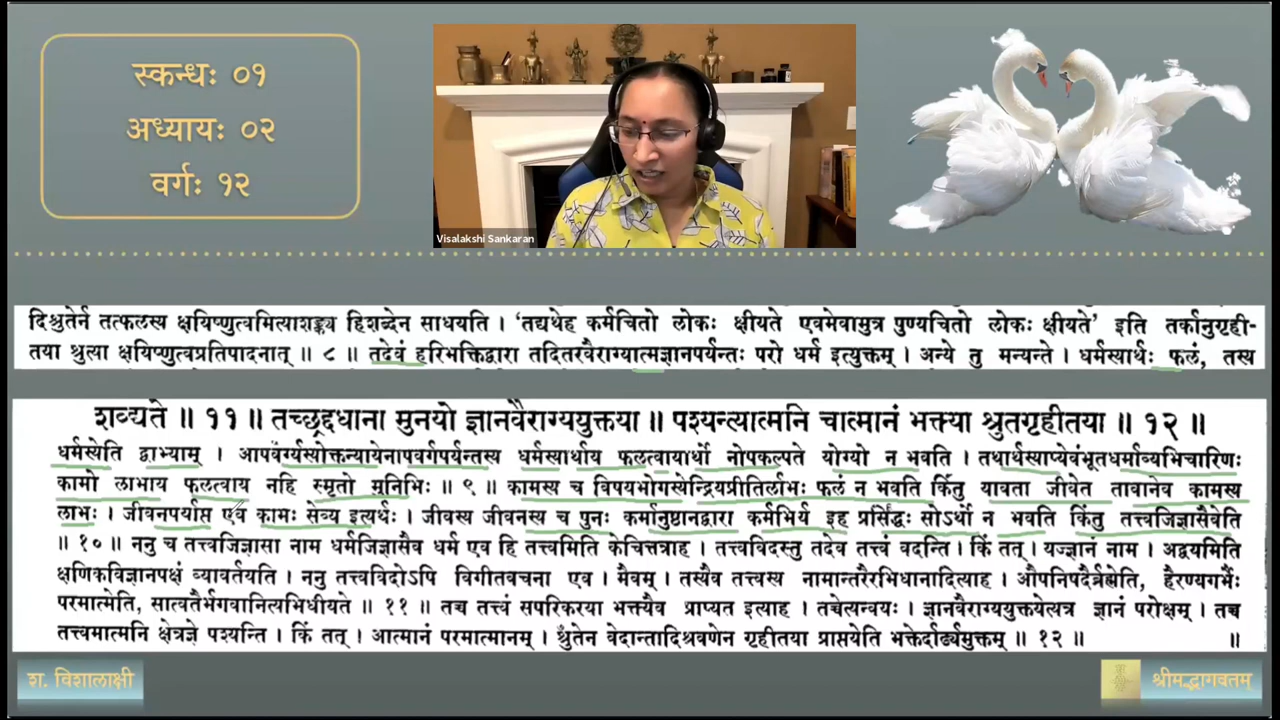 स्कन्धः ०१
अध्यायः ०२
वर्गः १२
Visalakshi Sankaran
दिश्रुतेर्न तत्फलस्य क्षयिष्णुत्वमित्याशङ्क्य हिशब्देन साधयति । ‘तद्यथेह कर्मचितो लोकः क्षीयते एवमेवामुत्र पुण्यचितो लोकः क्षीयते’ इति तर्कानुगृही-
तया श्रुत्या क्षयिष्णुत्वप्रतिपादनात् ॥ ८ ॥ तदेवं हरिभक्तिद्वारा तदितरवैराग्यात्मज्ञानपर्यन्तः परो धर्म इत्युक्तम् । अन्ये तु मन्यन्ते । धर्मस्यार्थः फलं, तस्य
शब्द्यते ॥ ११ ॥ तच्छ्रद्दधाना मुनयो ज्ञानवैराग्ययुक्तया ॥ पश्यन्त्यात्मनि चात्मानं भक्त्या श्रुतगृहीतया ॥ १२ ॥
धर्मस्येति द्वाभ्याम् । आपवर्ग्यस्योक्तन्यायेनापवर्गपर्यन्तस्य धर्मस्यार्थाय फलत्वायार्थो नोपकल्पते योग्यो न भवति । तथार्थस्याप्येवंभूतधर्माव्यभिचारिणः
कामो लाभाय फलत्वाय नहि स्मृतो मुनिभिः ॥ ९ ॥ कामस्य च विषयभोगस्येन्द्रियप्रीतिर्लाभः फलं न भवति किंतु यावता जीवेत तावानेव कामस्य
लाभः । जीवनपर्याप्त एव कामः सेव्य इत्यर्थः । जीवस्य जीवनस्य च पुनः कर्मानुष्ठानद्वारा कर्मभिर्य इह प्रसिद्धः सोऽर्थो न भवति किंतु तत्त्वजिज्ञासैवेति
॥ १० ॥ ननु च तत्त्वजिज्ञासा नाम धर्मजिज्ञासैव धर्म एव हि तत्त्वमिति केचित्तत्राह । तत्त्वविदस्तु तदेव तत्त्वं वदन्ति । किं तत् । यज्ज्ञानं नाम । अद्वयमिति
क्षणिकविज्ञानपक्षं व्यावर्तयति । ननु तत्त्वविदोऽपि विगीतवचना एव । मैवम् । तस्यैव तत्त्वस्य नामान्तरैरभिधानादित्याह । औपनिषदैर्ब्रह्मेति, हैरण्यगर्भैः
परमात्मेति, सात्वतैर्भगवानित्यभिधीयते ॥ ११ ॥ तच्च तत्त्वं सपरिकरया भक्त्यैव प्राप्यत इत्याह । तच्चेत्यन्वयः । ज्ञानवैराग्ययुक्तयेत्यत्र ज्ञानं परोक्षम् । तच्च
तत्त्वमात्मनि क्षेत्रज्ञे पश्यन्ति । किं तत् । आत्मानं परमात्मानम् । श्रुतेन वेदान्तादिश्रवणेन गृहीतया प्राप्तयेति भक्तेर्दार्ढ्यमुक्तम् ॥ १२ ॥ ॥
श. विशालाक्षी
श्रीमद्भागवतम्